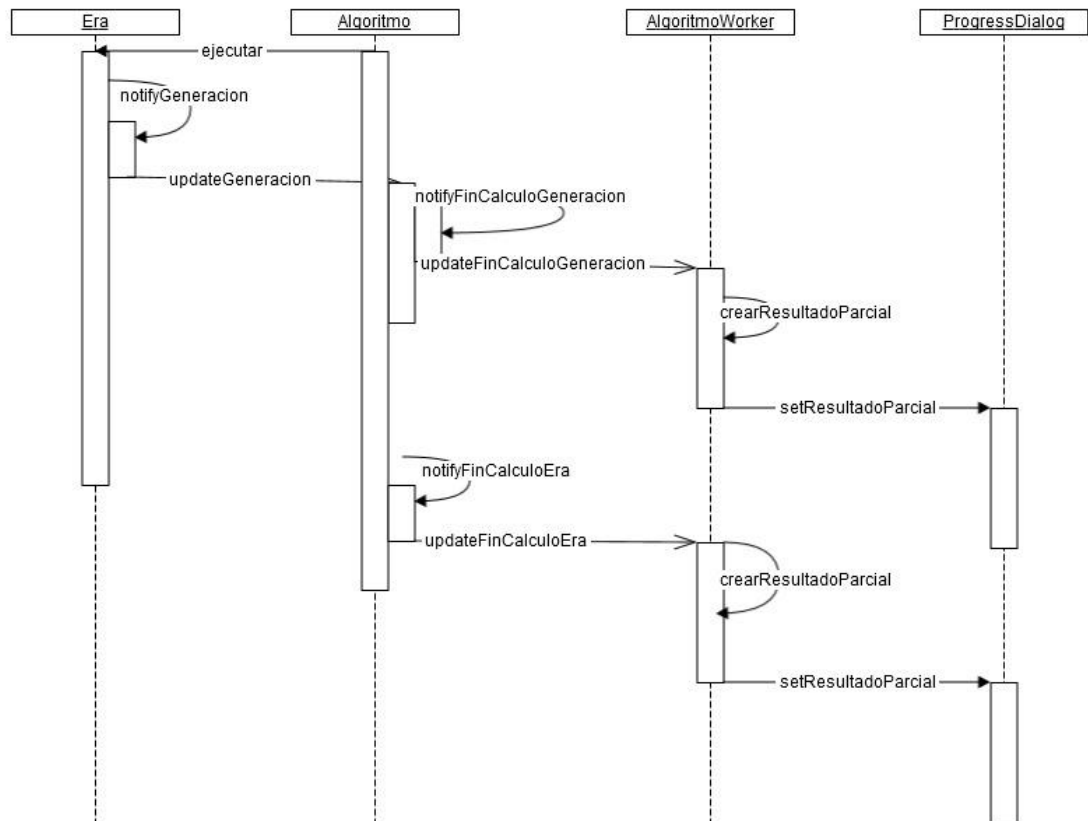 Era
Algoritmo
AlgoritmoWorker
ProgressDialog
ejecutar
notifyGeneracion
updateGeneracion
notifyFinCalculoGeneracion
updateFinCalculoGeneracion
crearResultadoParcial
setResultadoParcial
notifyFinCalculoEra
updateFinCalculoEra
crearResultadoParcial
setResultadoParcial